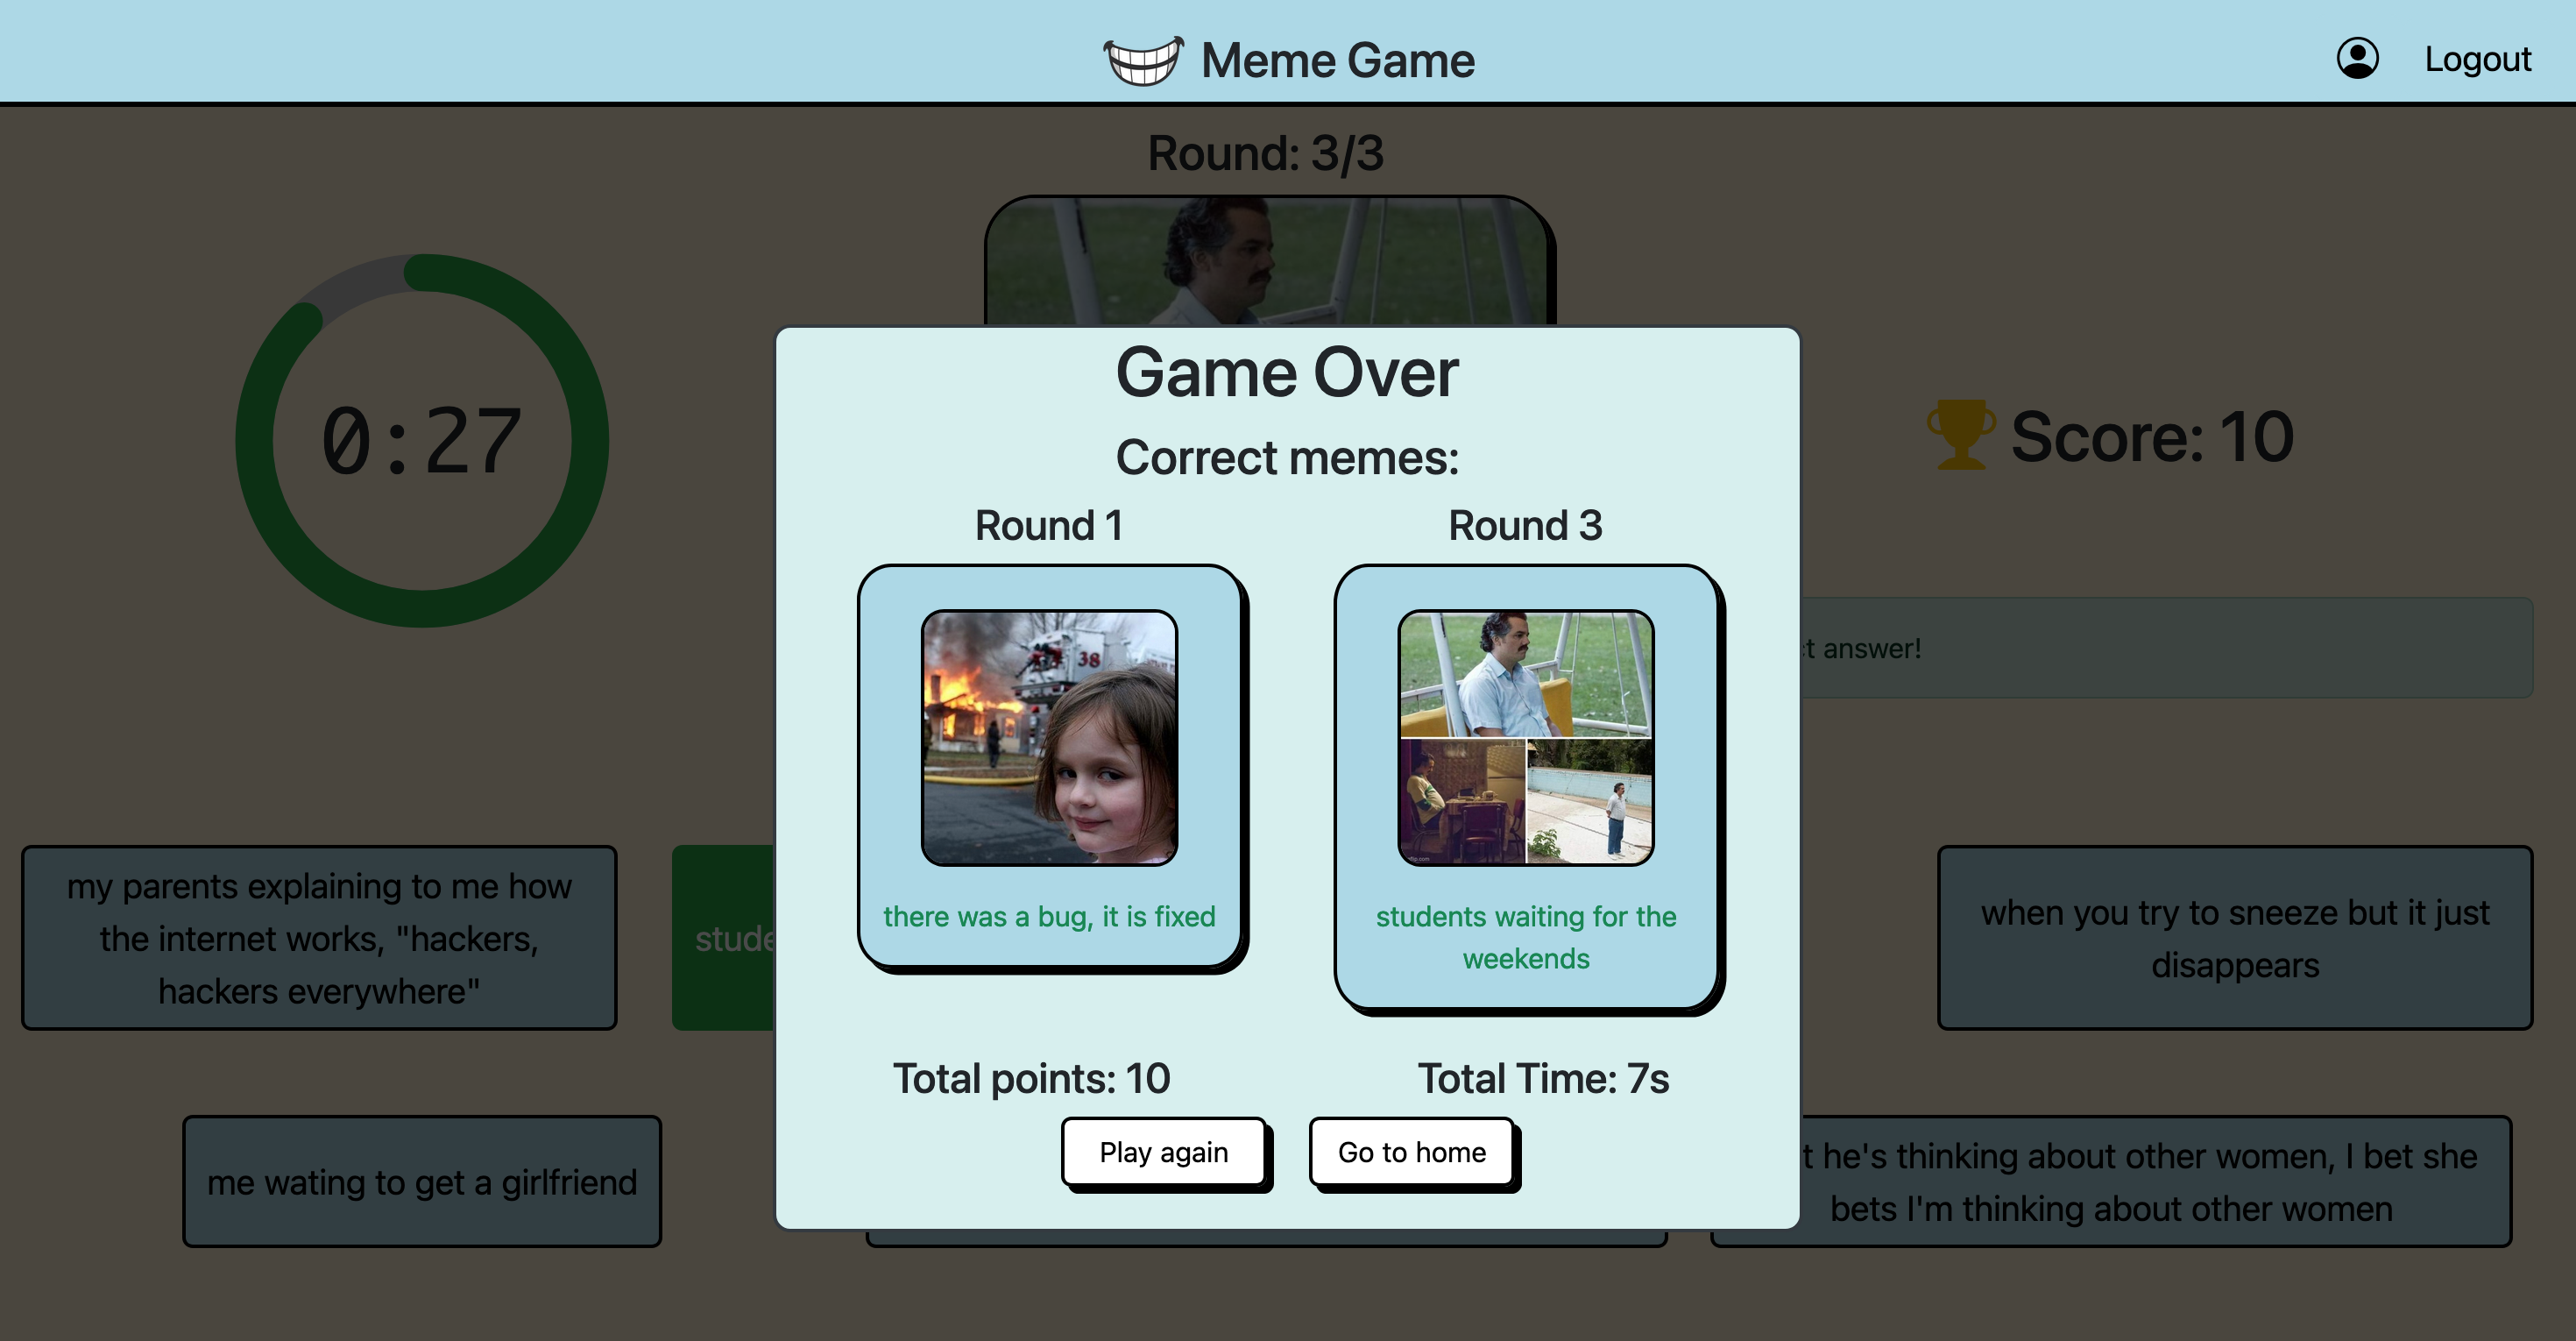 Meme Game
Logout
Round: 3/3
0:27
Score: 10
Game Over
Correct memes:
Round 1
Round 3
38
answer!
there was a bug, it is fixed
students waiting for the
weekends
my parents explaining to me how
the internet works, "hackers,
hackers everywhere"
when you try to sneeze but it just
disappears
Total points: 10
Total Time: 7s
Play again
Go to home
me wating to get a girlfriend
he's thinking about other women, I bet she
bets I'm thinking about other women